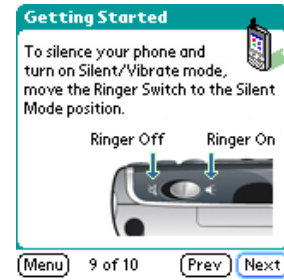 Getting Started
To silence your phone and
turn on Silent/Vibrate mode,
move the Ringer Switch to the Silent
Mode position.
Ringer Off Ringer On
Menu 9 of 10 Prev Next